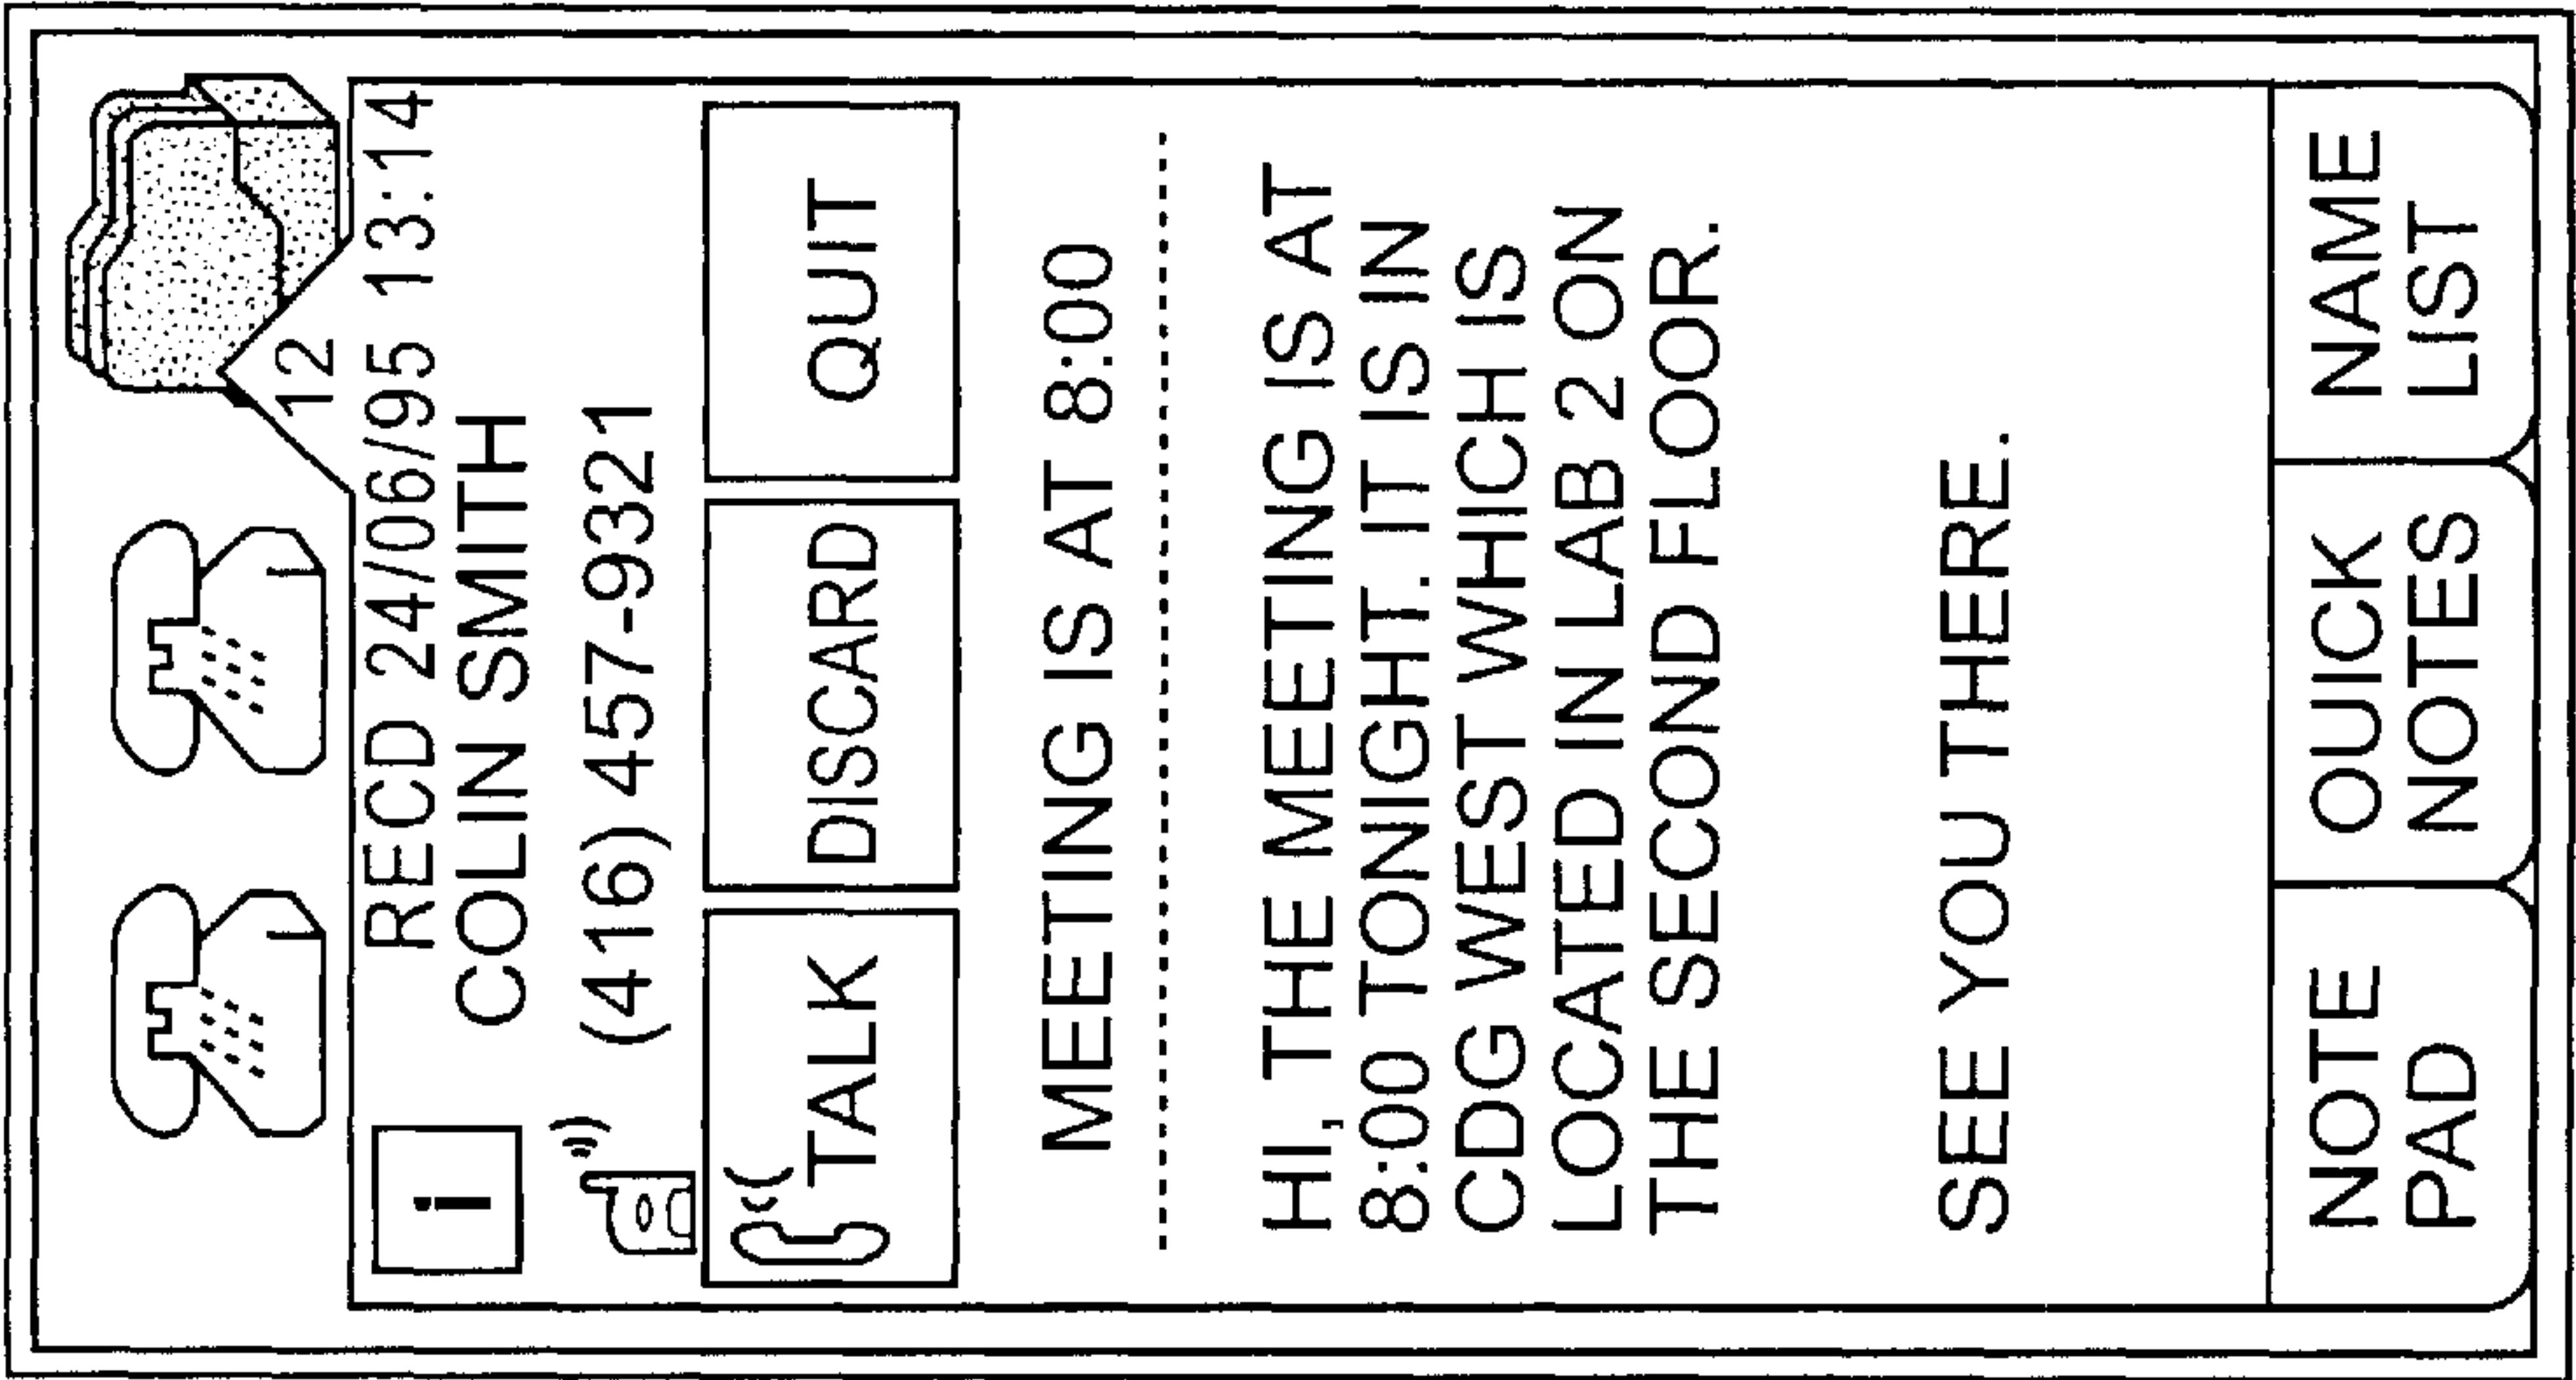 12
RECD 24/06/95 13:14
i
COLIN SMITH
(416) 457-9321
TALK DISCARD QUIT
MEETING IS AT 8:00
HI, THE MEETING IS AT
8:00 TONIGHT. IT IS IN
CDG WEST WHICH IS
LOCATED IN LAB 2 ON
THE SECOND FLOOR.
SEE YOU THERE.
NOTE PAD
OUICK NOTES
NAME LIST